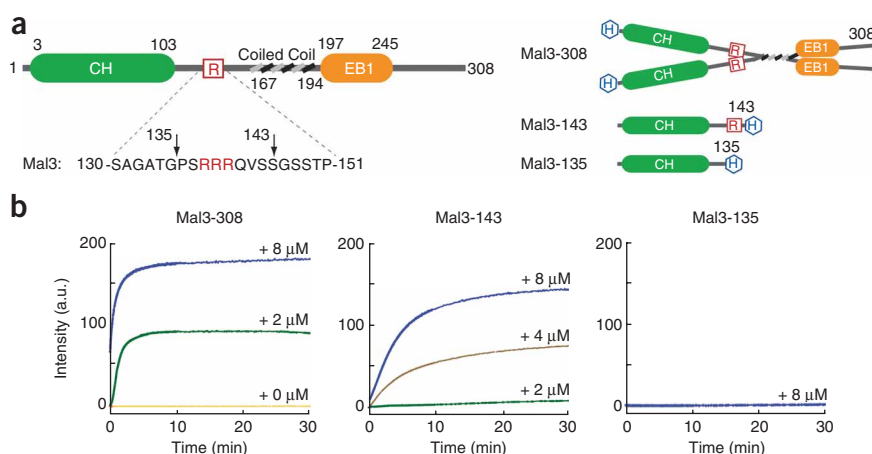 a
3 103 197 245
Coiled Coil
1 CH R EB1 308
167 194
135 143
Mal3: 130-SAGATGPSRRRQVSSGSSTP-151
Mal3-308 H CH R EB1 308
H CH R EB1
143
Mal3-143 CH R H
135
Mal3-135 CH H
b
Mal3-308 Mal3-143 Mal3-135
Intensity (a.u.)
200 + 8 μM
100 + 2 μM
0 + 0 μM
0 10 20 30
Time (min)
200 + 8 μM
100 + 4 μM
0 + 2 μM
0 10 20 30
Time (min)
200
100
0 + 8 μM
0 10 20 30
Time (min)